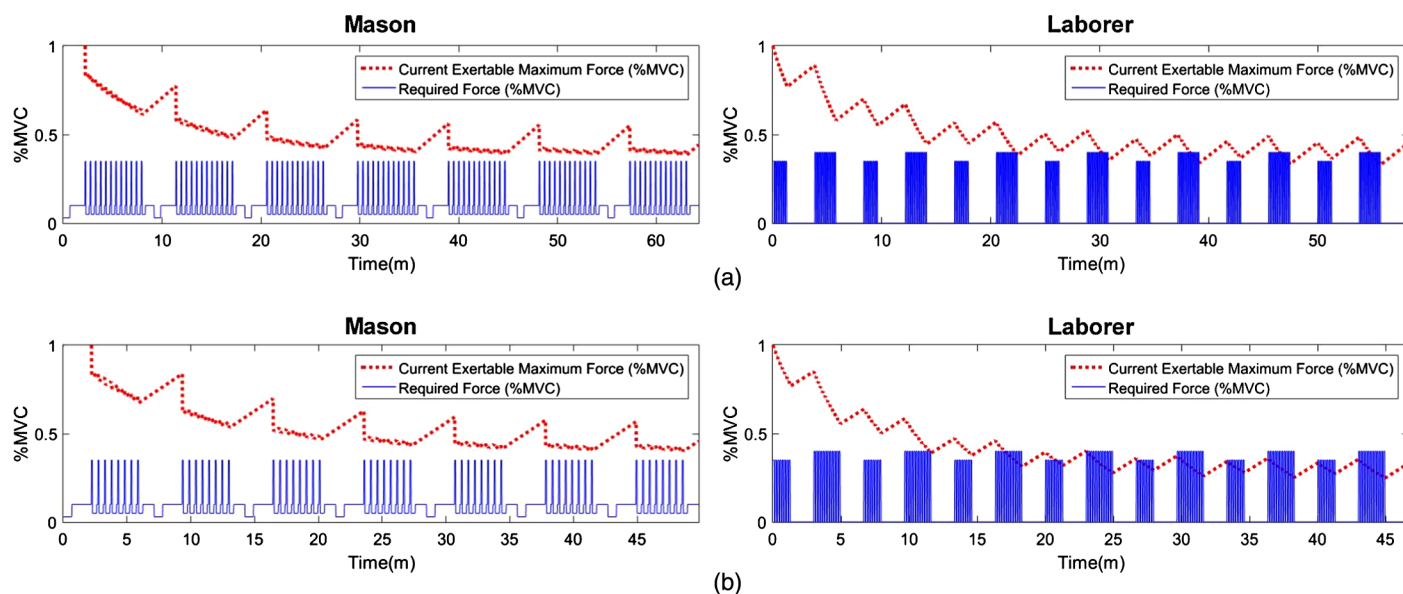 Mason
Laborer
1
0.5
0
%MVC
Current Exertable Maximum Force (%MVC)
Required Force (%MVC)
0 10 20 30 40 50 60
Time(m)
1
0.5
0
%MVC
Current Exertable Maximum Force (%MVC)
Required Force (%MVC)
0 10 20 30 40 50
Time(m)
(a)
Mason
Laborer
1
0.5
0
%MVC
Current Exertable Maximum Force (%MVC)
Required Force (%MVC)
0 5 10 15 20 25 30 35 40 45
Time(m)
1
0.5
0
%MVC
Current Exertable Maximum Force (%MVC)
Required Force (%MVC)
0 5 10 15 20 25 30 35 40 45
Time(m)
(b)